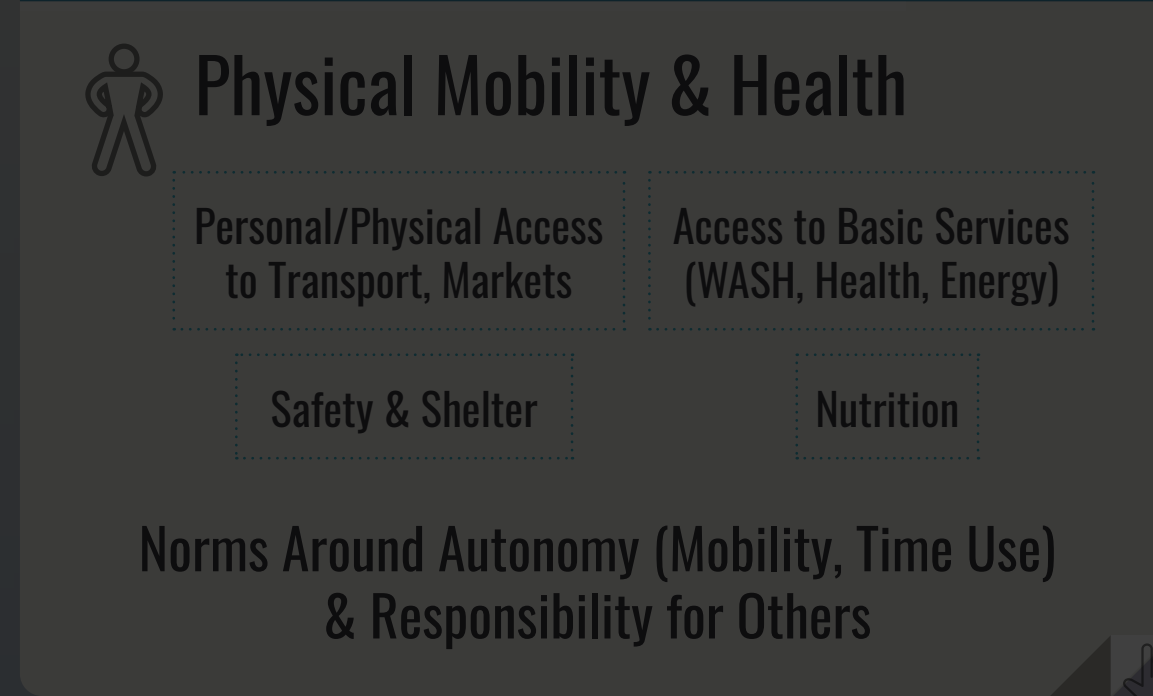 Physical Mobility & Health
Personal/Physical Access
to Transport, Markets
Access to Basic Services
(WASH, Health, Energy)
Safety & Shelter
Nutrition
Norms Around Autonomy (Mobility, Time Use)
& Responsibility for Others